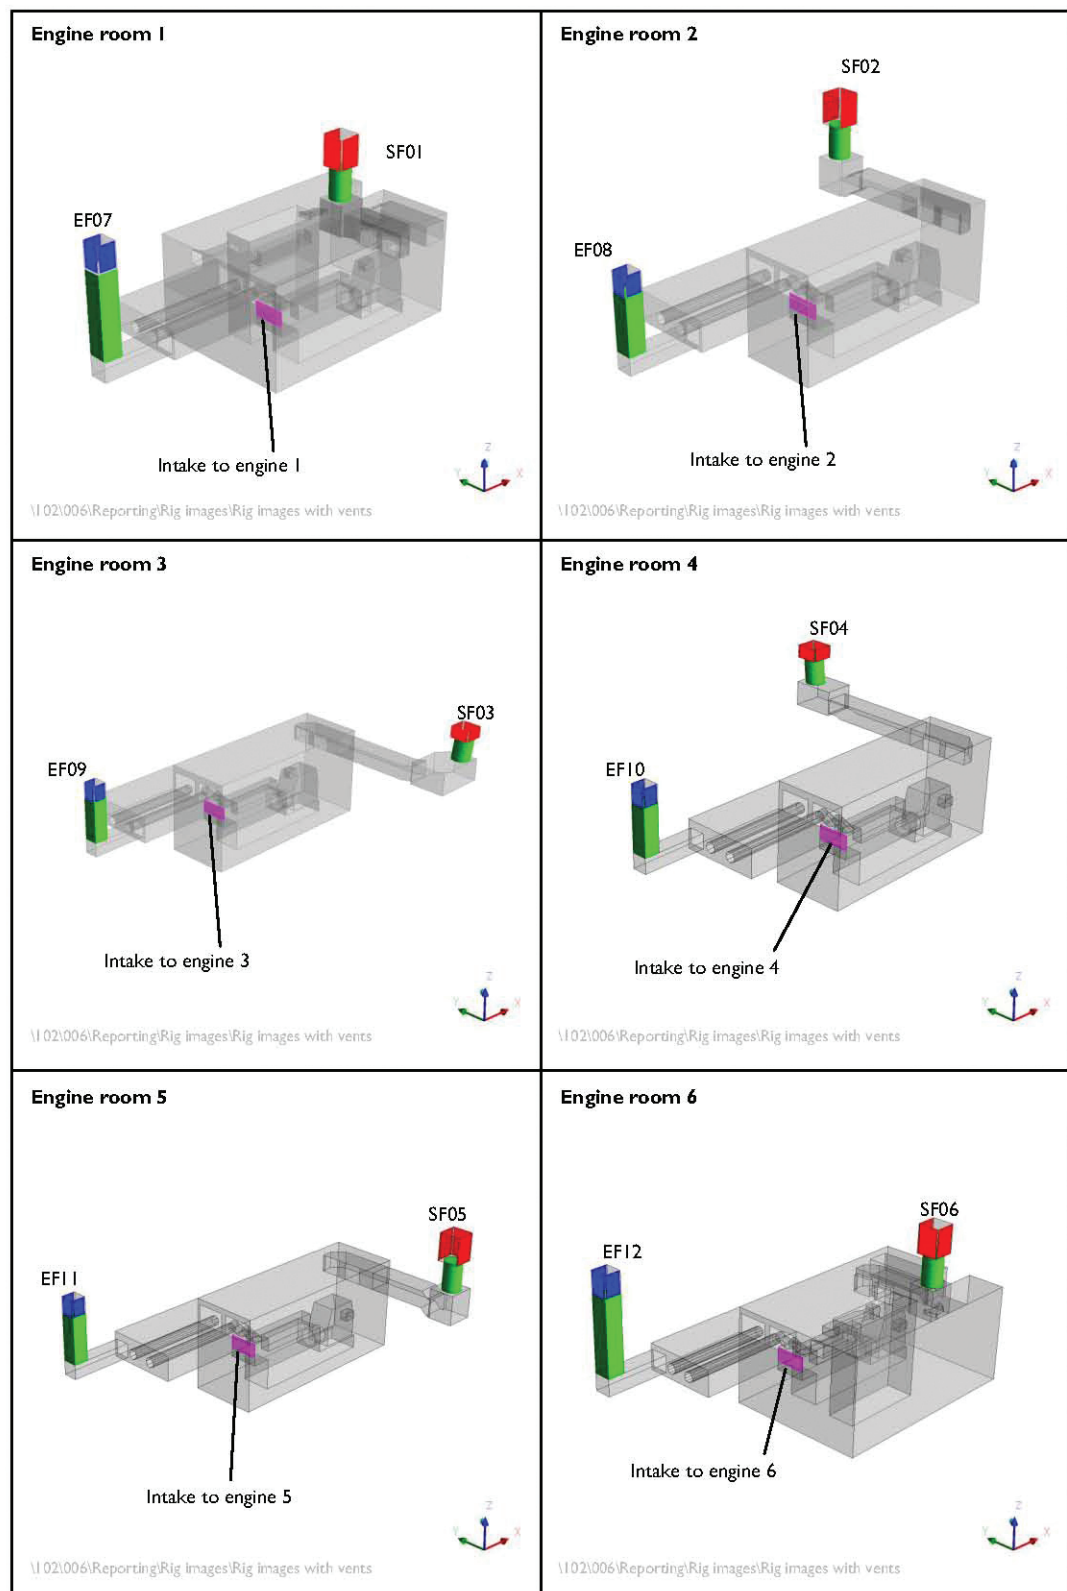 Engine room 1
SF01
EF07
Intake to engine 1
Z
Y
X
\102\006\Reporting\Rig images\Rig images with vents
Engine room 2
SF02
EF08
Intake to engine 2
Z
Y
X
\102\006\Reporting\Rig images\Rig images with vents
Engine room 3
SF03
EF09
Intake to engine 3
Z
Y
X
\102\006\Reporting\Rig images\Rig images with vents
Engine room 4
SF04
EF10
Intake to engine 4
Z
Y
X
\102\006\Reporting\Rig images\Rig images with vents
Engine room 5
SF05
EF11
Intake to engine 5
Z
Y
X
\102\006\Reporting\Rig images\Rig images with vents
Engine room 6
SF06
EF12
Intake to engine 6
Z
Y
X
\102\006\Reporting\Rig images\Rig images with vents